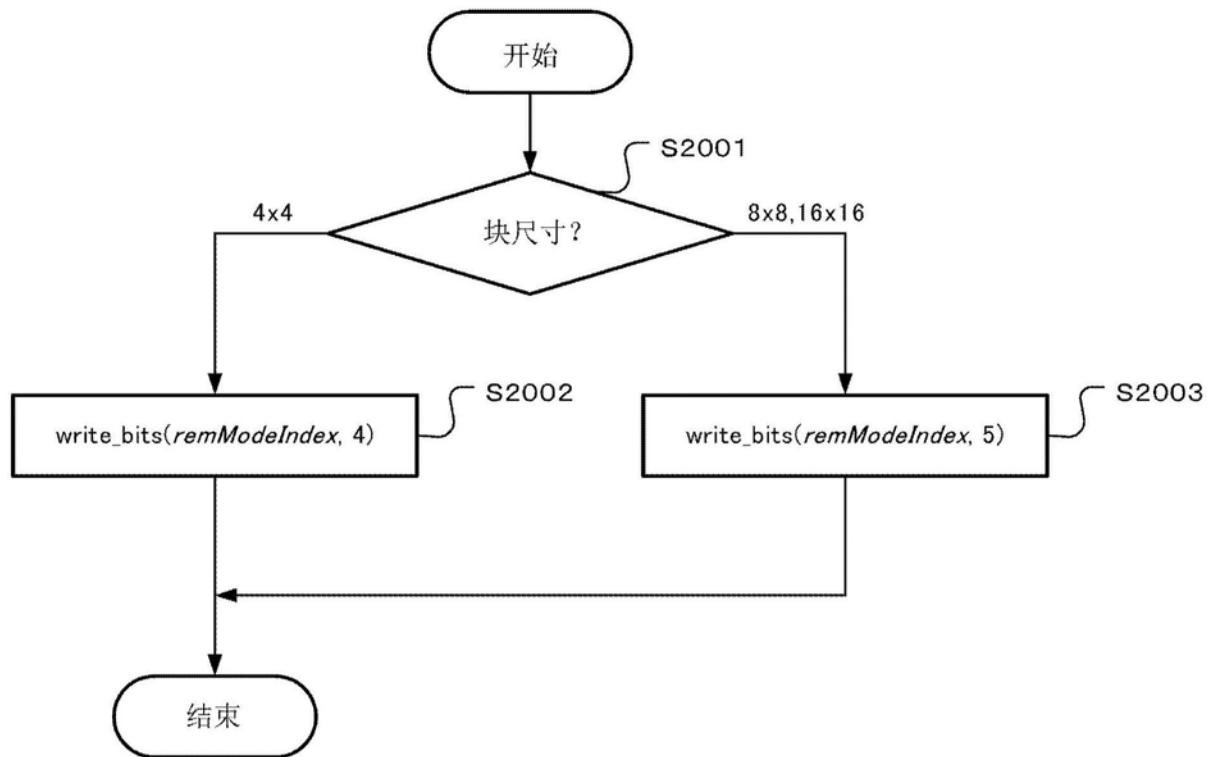 开始
S2001
4x4
8x8,16x16
块尺寸?
S2002
S2003
write_bits(remModeIndex, 4)
write_bits(remModeIndex, 5)
结束